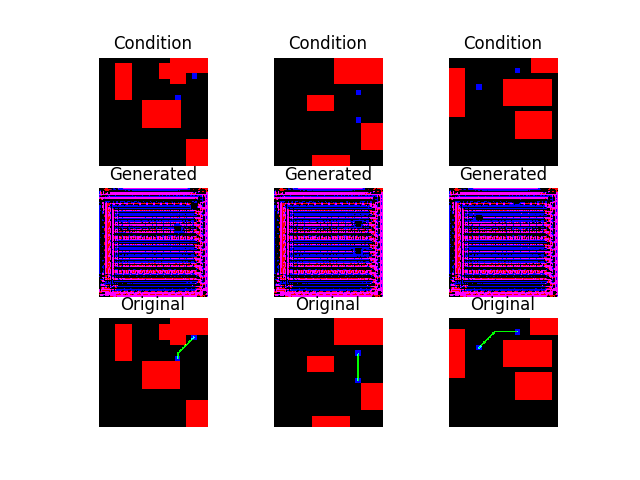 Condition Condition Condition
Generated Generated Generated
Original Original Original